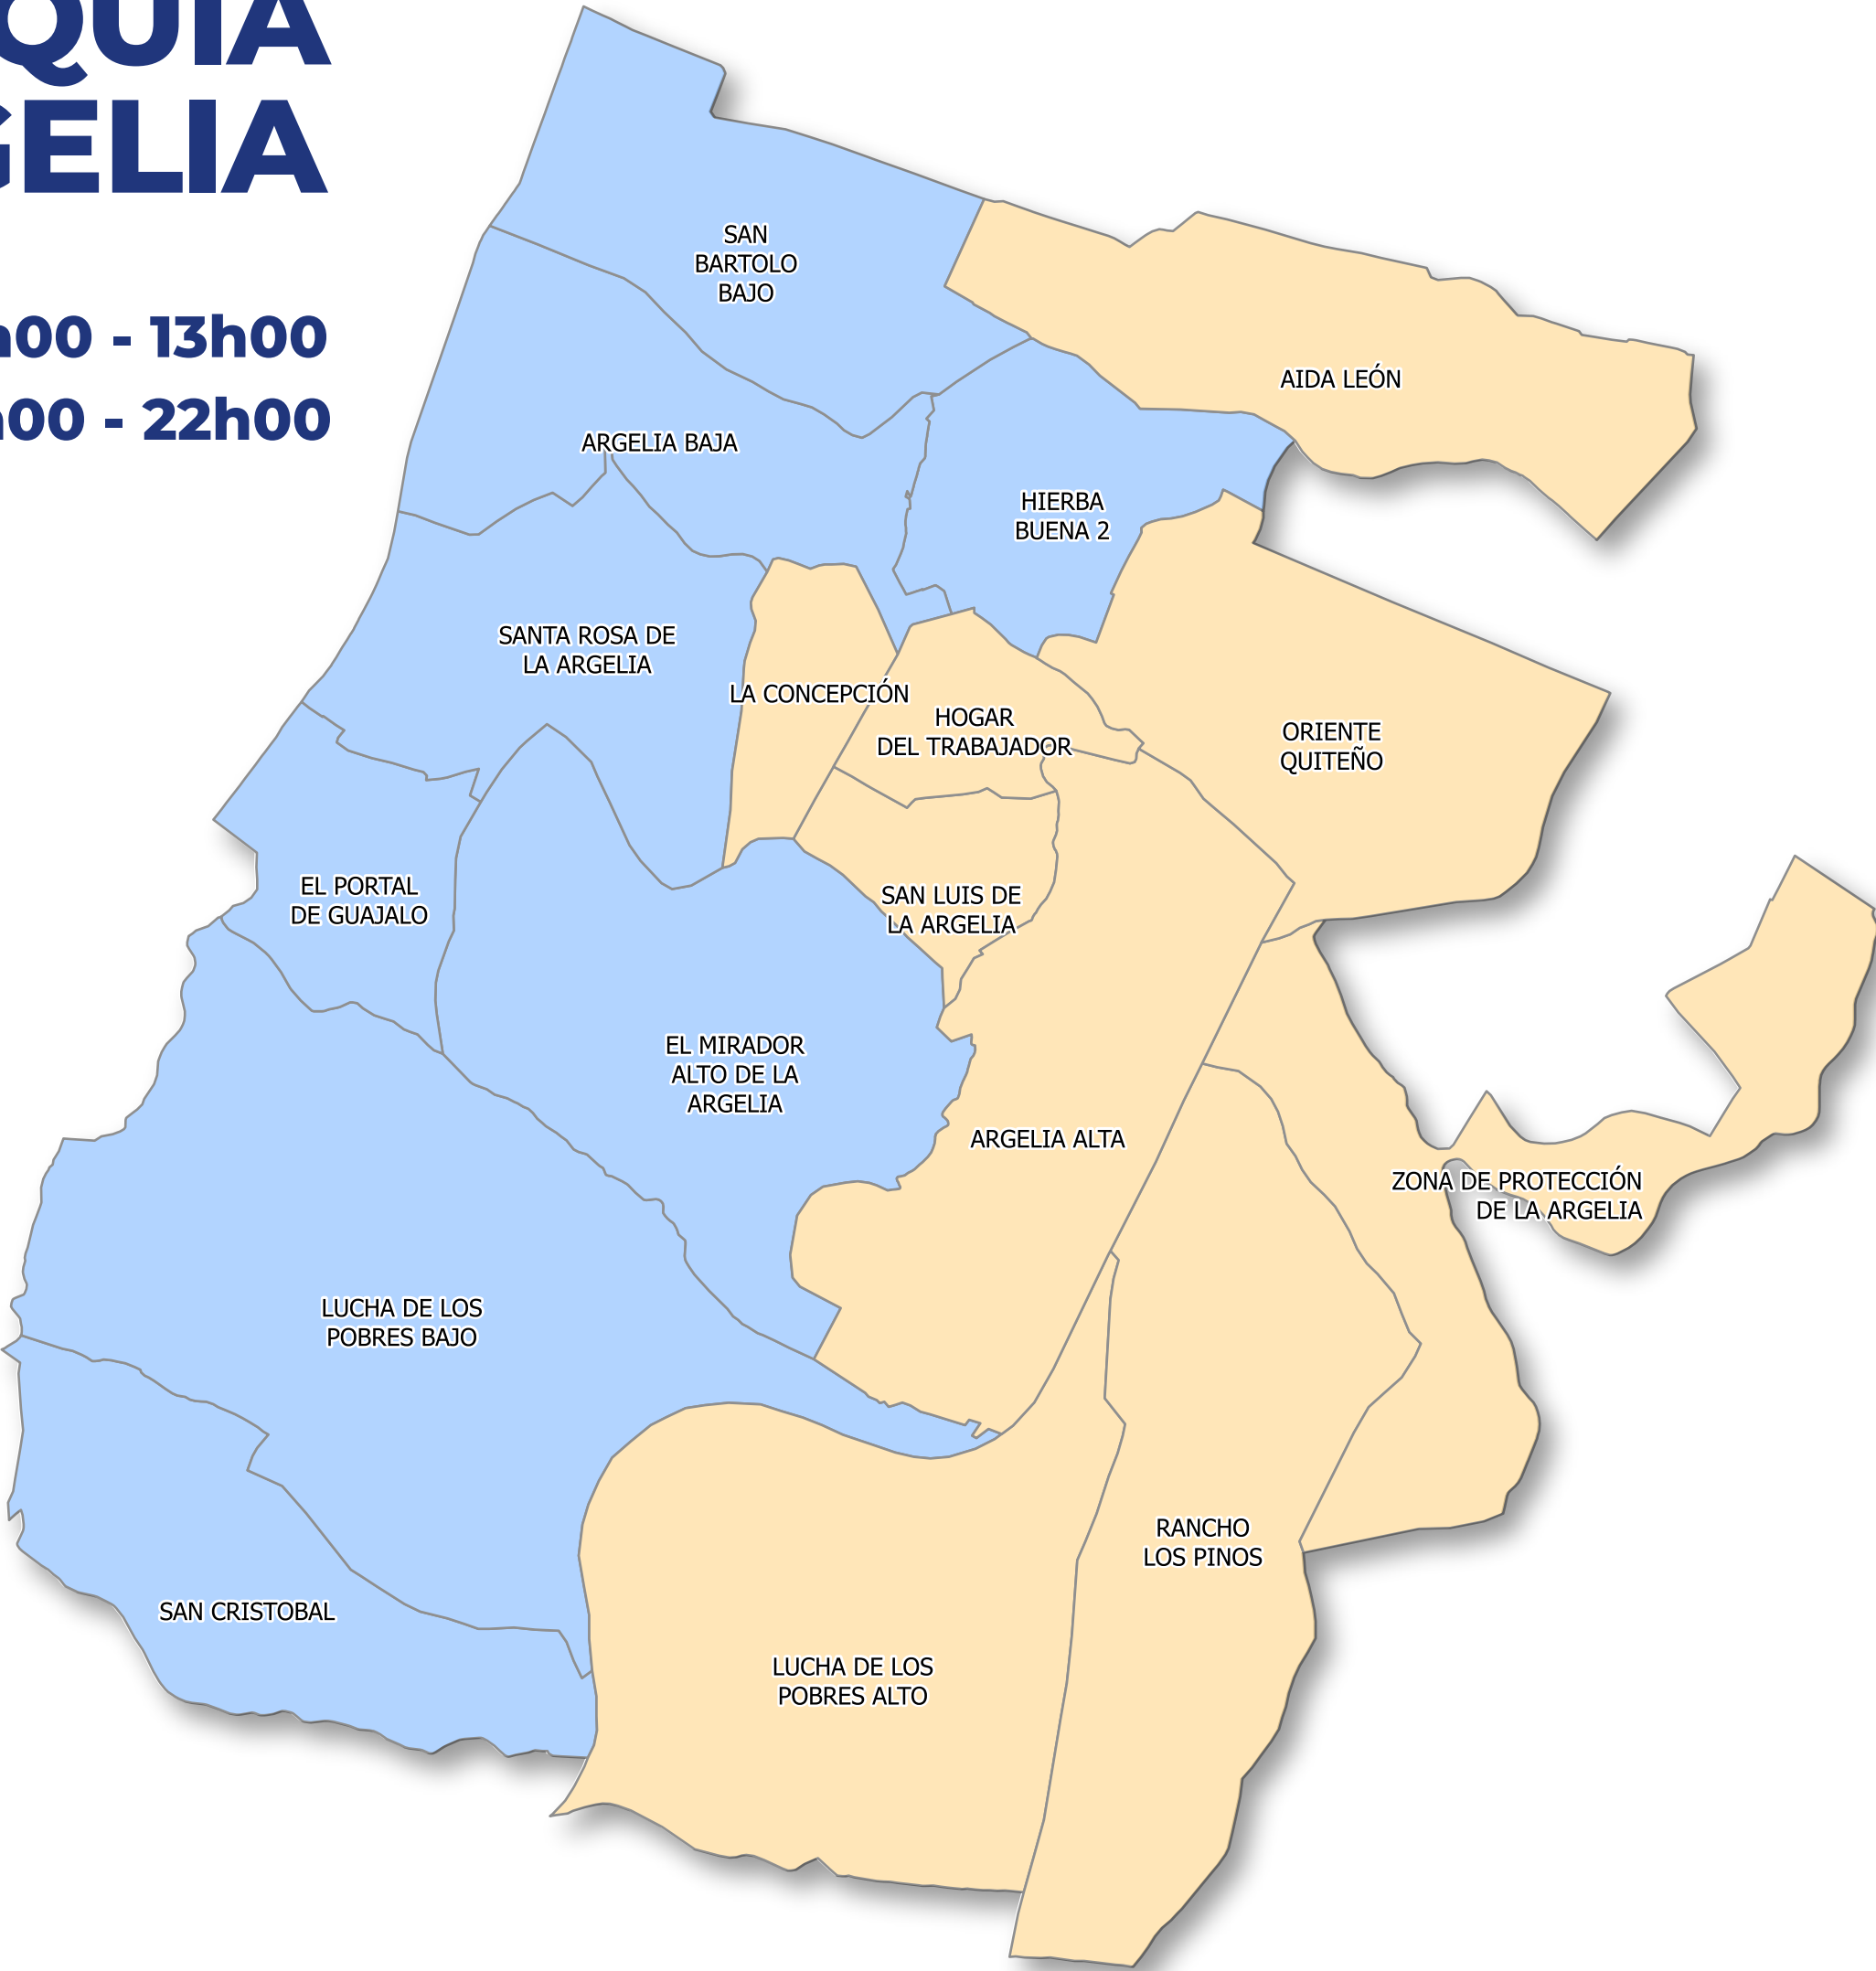 QUIA
GELIA
h00 - 13h00
h00 - 22h00
SAN
BARTOLO
BAJO
AIDA LEÓN
ARGELIA BAJA
HIERBA
BUENA 2
SANTA ROSA DE
LA ARGELIA
LA CONCEPCIÓN
HOGAR
DEL TRABAJADOR
ORIENTE
QUITEÑO
EL PORTAL
DE GUAJALO
SAN LUIS DE
LA ARGELIA
EL MIRADOR
ALTO DE LA
ARGELIA
ARGELIA ALTA
ZONA DE PROTECCIÓN
DE LA ARGELIA
LUCHA DE LOS
POBRES BAJO
RANCHO
LOS PINOS
SAN CRISTOBAL
LUCHA DE LOS
POBRES ALTO